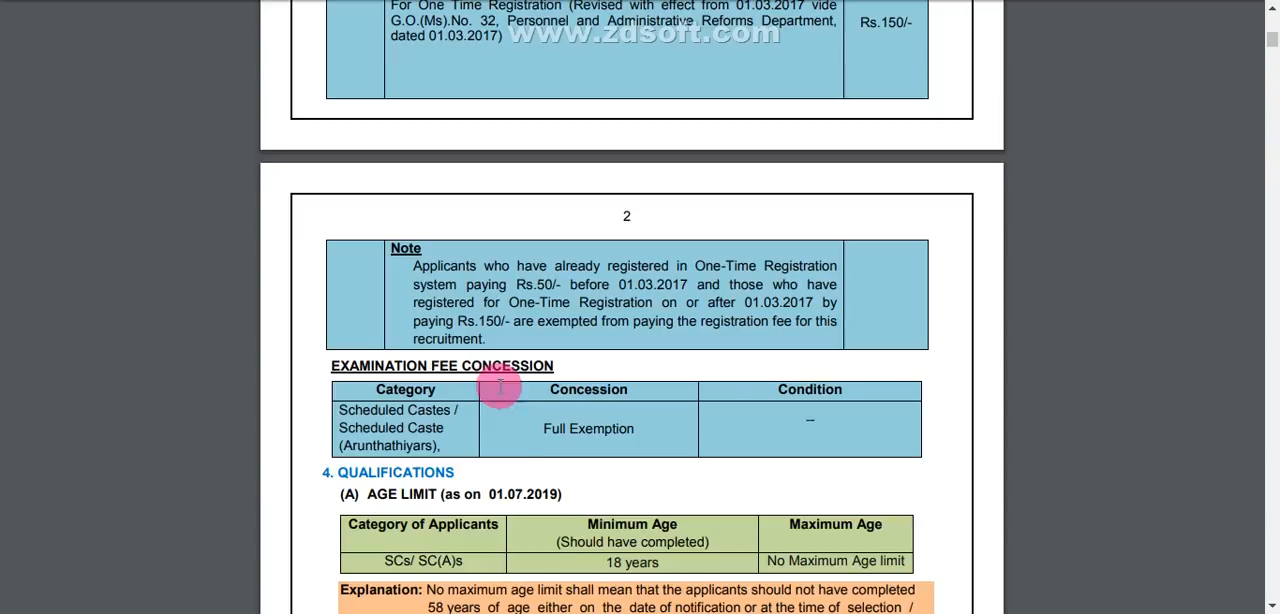 For One Time Registration (Revised with effect from 01.03.2017 vide
G.O.(Ms).No. 32, Personnel and Administrative Reforms Department,
dated 01.03.2017)
Rs.150/-
www.zdsoft.com
2
Note
Applicants who have already registered in One-Time Registration
system paying Rs.50/- before 01.03.2017 and those who have
registered for One-Time Registration on or after 01.03.2017 by
paying Rs.150/- are exempted from paying the registration fee for this
recruitment.
EXAMINATION FEE CONCESSION
Category Concession Condition
Scheduled Castes /
Scheduled Caste
(Arunthathiyars),
Full Exemption
--
4. QUALIFICATIONS
(A) AGE LIMIT (as on 01.07.2019)
Category of Applicants Minimum Age Maximum Age
(Should have completed)
SCs/ SC(A)s 18 years No Maximum Age limit
Explanation: No maximum age limit shall mean that the applicants should not have completed
58 years of age either on the date of notification or at the time of selection /